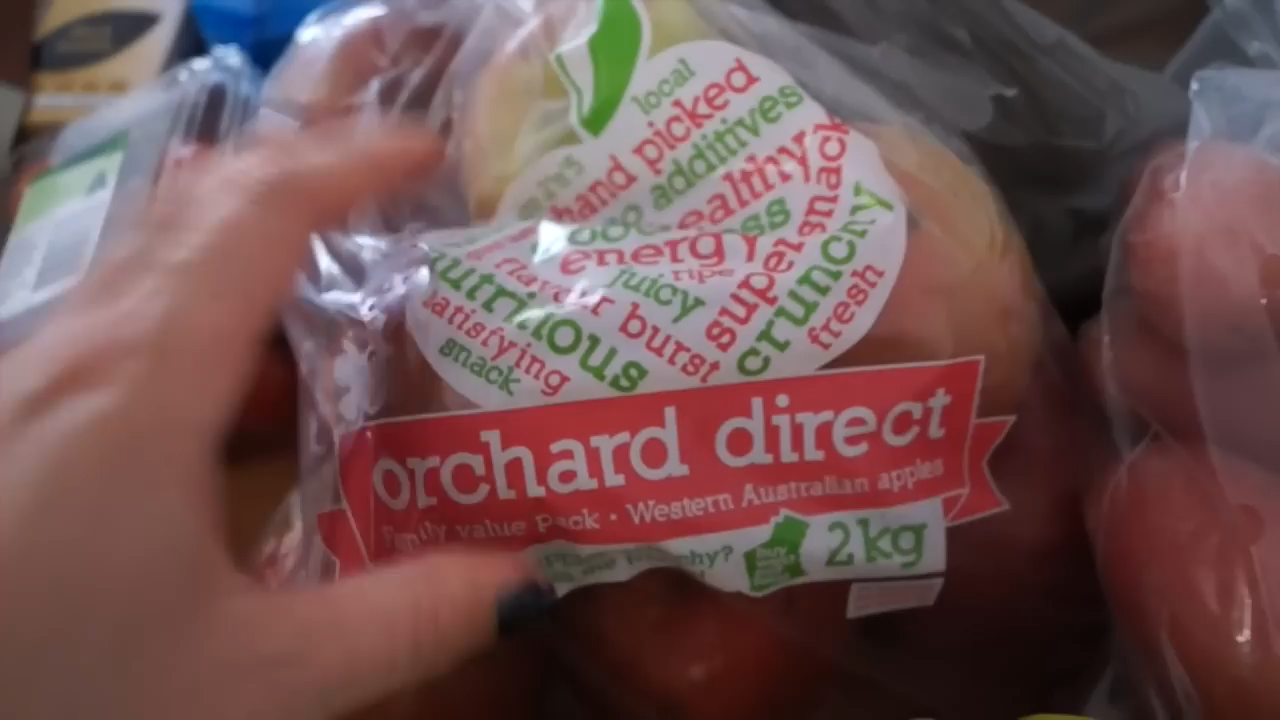 local
hand picked
additives
healthy
energy
super snack
ripe
juicy
crunchy
flavour burst
nutritious
fresh
satisfying
snack
orchard direct
Family value Pack · Western Australian apples
2kg